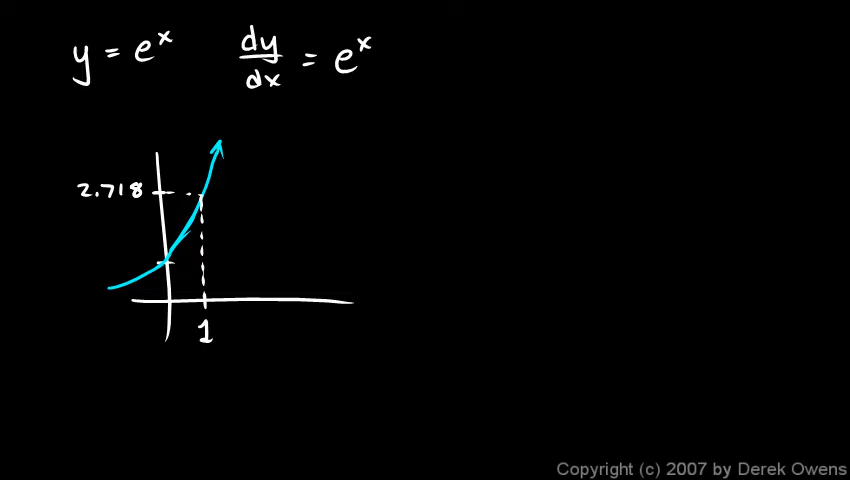 y = e^x    dy/dx = e^x
2.718
1
Copyright (c) 2007 by Derek Owens